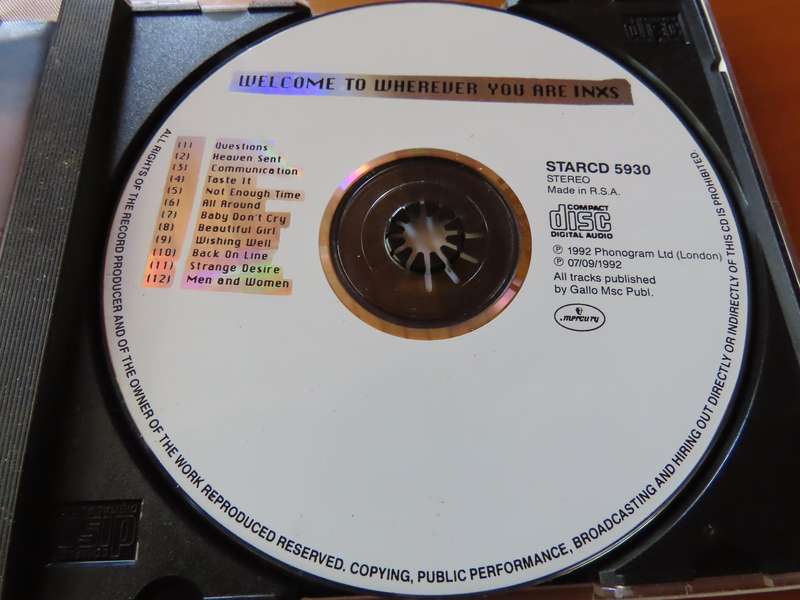 WELCOME TO WHEREVER YOU ARE INXS
(1) Questions
(2) Heaven Sent
(3) Communication
(4) Taste It
(5) Not Enough Time
(6) All Around
(7) Baby Don't Cry
(8) Beautiful Girl
(9) Wishing Well
(10) Back On Line
(11) Strange Desire
(12) Men and Women
STARCD 5930
STEREO
Made in R.S.A.
COMPACT
disc
DIGITAL AUDIO
℗ 1992 Phonogram Ltd (London)
℗ 07/09/1992
All tracks published
by Gallo Msc Publ.
mercury
ALL RIGHTS OF THE RECORD PRODUCER AND OF THE OWNER OF THE WORK REPRODUCED RESERVED. COPYING, PUBLIC PERFORMANCE, BROADCASTING AND HIRING OUT DIRECTLY OR INDIRECTLY OF THIS CD IS PROHIBITED.